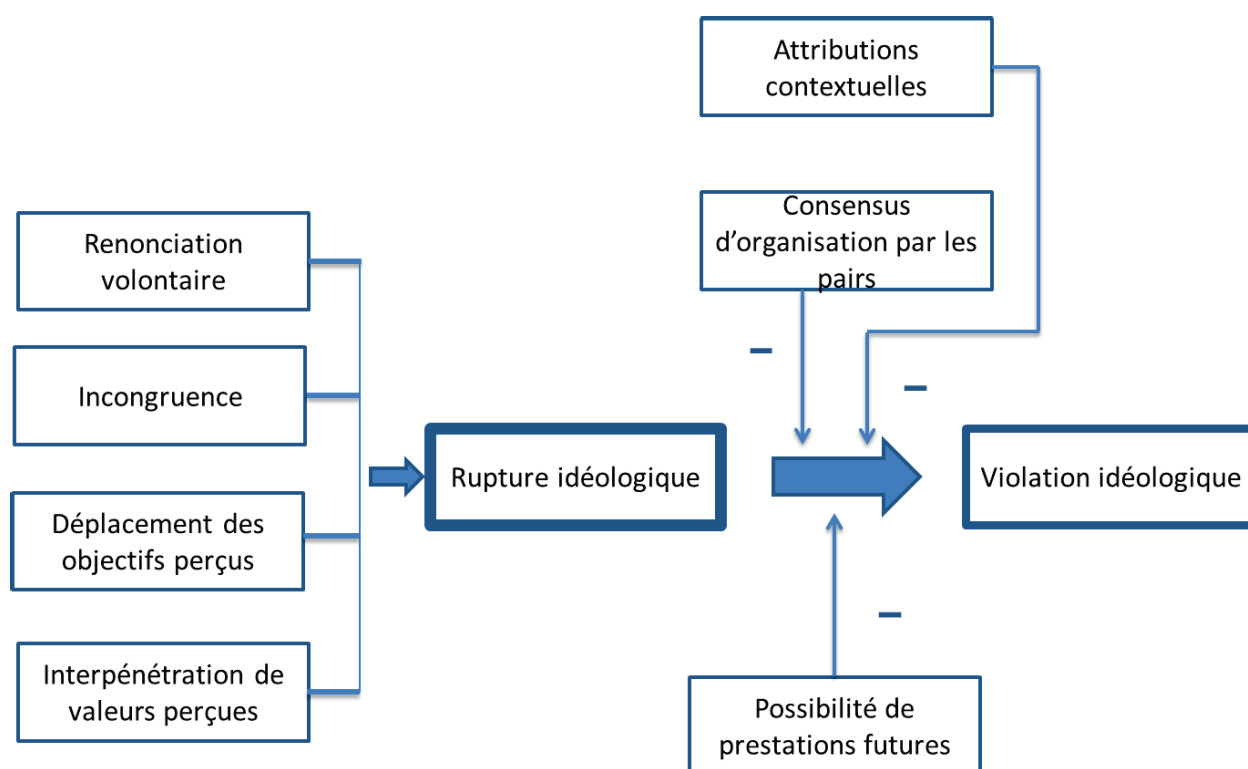 Attributions
contextuelles
Consensus
d'organisation par les
pairs
Renonciation
volontaire
–
Incongruence
–
Rupture idéologique
Violation idéologique
Déplacement des
objectifs perçus
–
Interpénétration de
valeurs perçues
Possibilité de
prestations futures